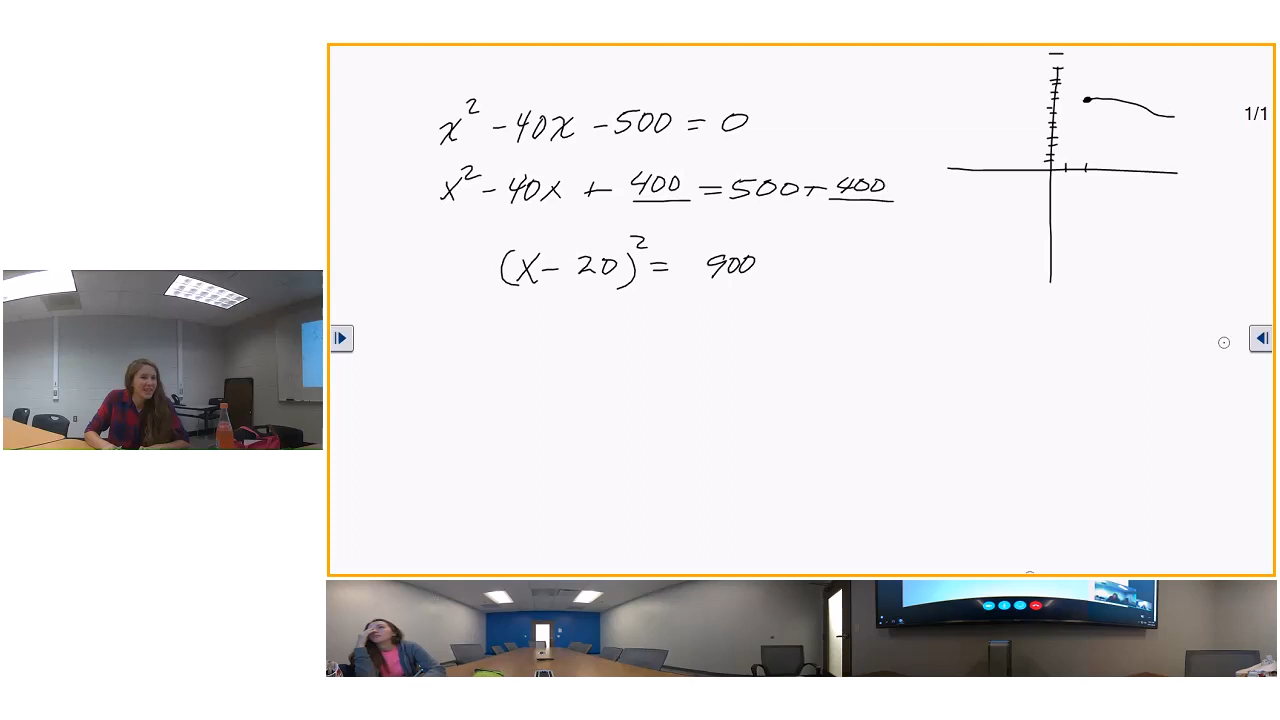 x² - 40x - 500 = 0
1/1
x² - 40x + 400 = 500 + 400
(x - 20)² = 900